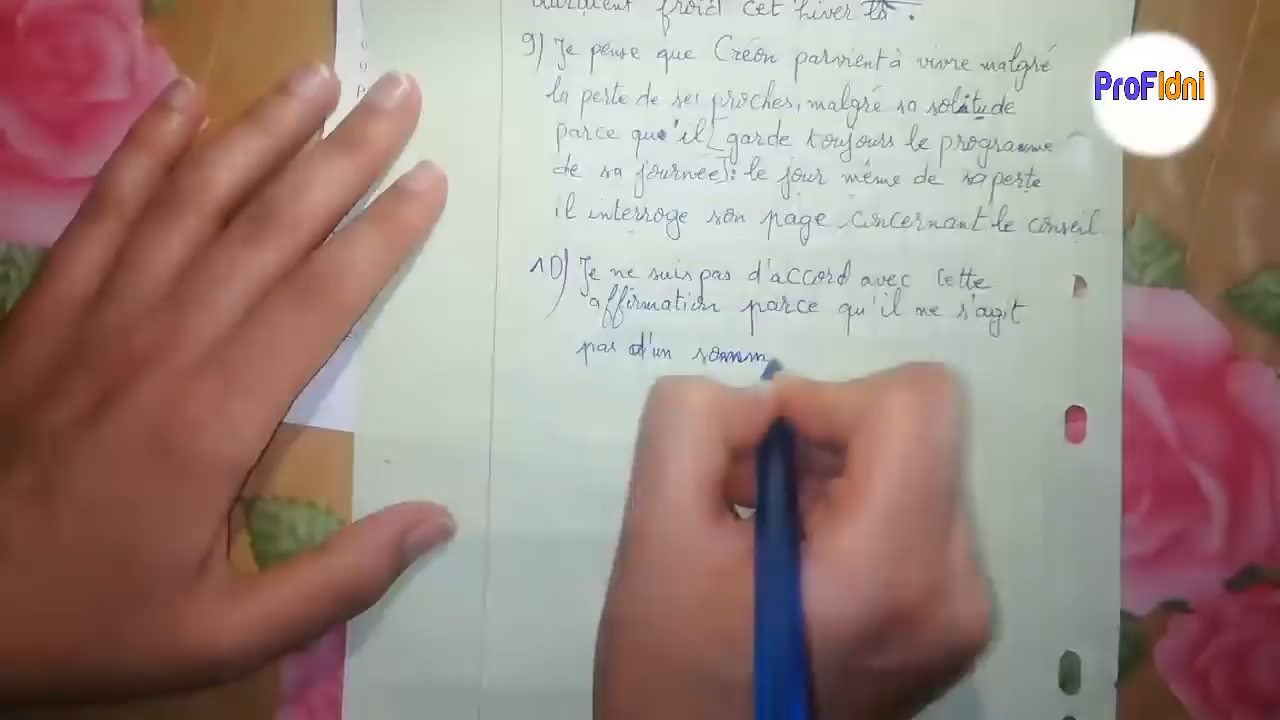 auraient froid cet hiver là.
9) Je pense que Créon parvient à vivre malgré
la perte de ses proches, malgré sa solitude
parce que'il [garde toujours le programme
de sa journée]: le jour même de sa perte
il interroge son page concernant le conseil
10) Je ne suis pas d'accord avec cette
affirmation parce qu'il ne s'agit
pas d'un somm
ProFIdni